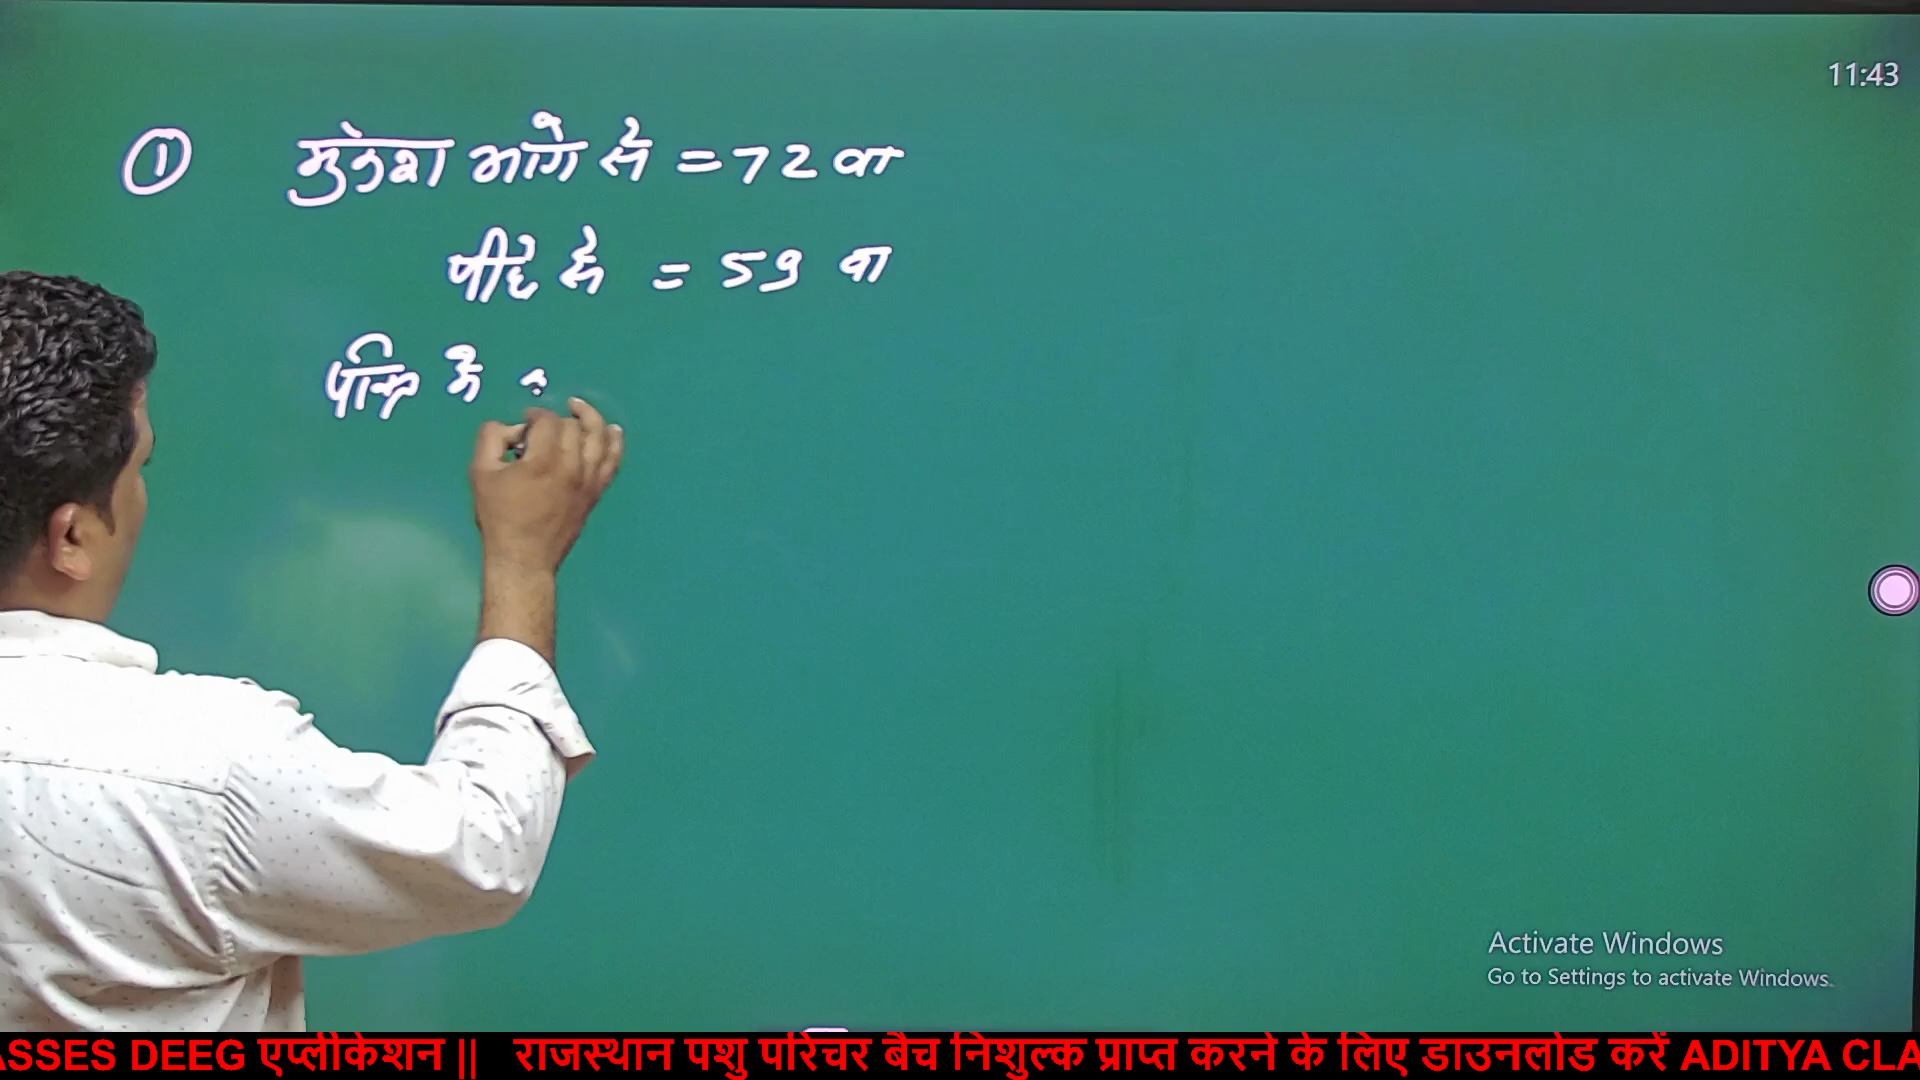 11:43
① मुकेश आगे से = 72 वा
पीछे से = 59 वा
पंक्ति में
Activate Windows
Go to Settings to activate Windows.
ASSES DEEG एप्लीकेशन || राजस्थान पशु परिचर बैच निशुल्क प्राप्त करने के लिए डाउनलोड करें ADITYA CLA